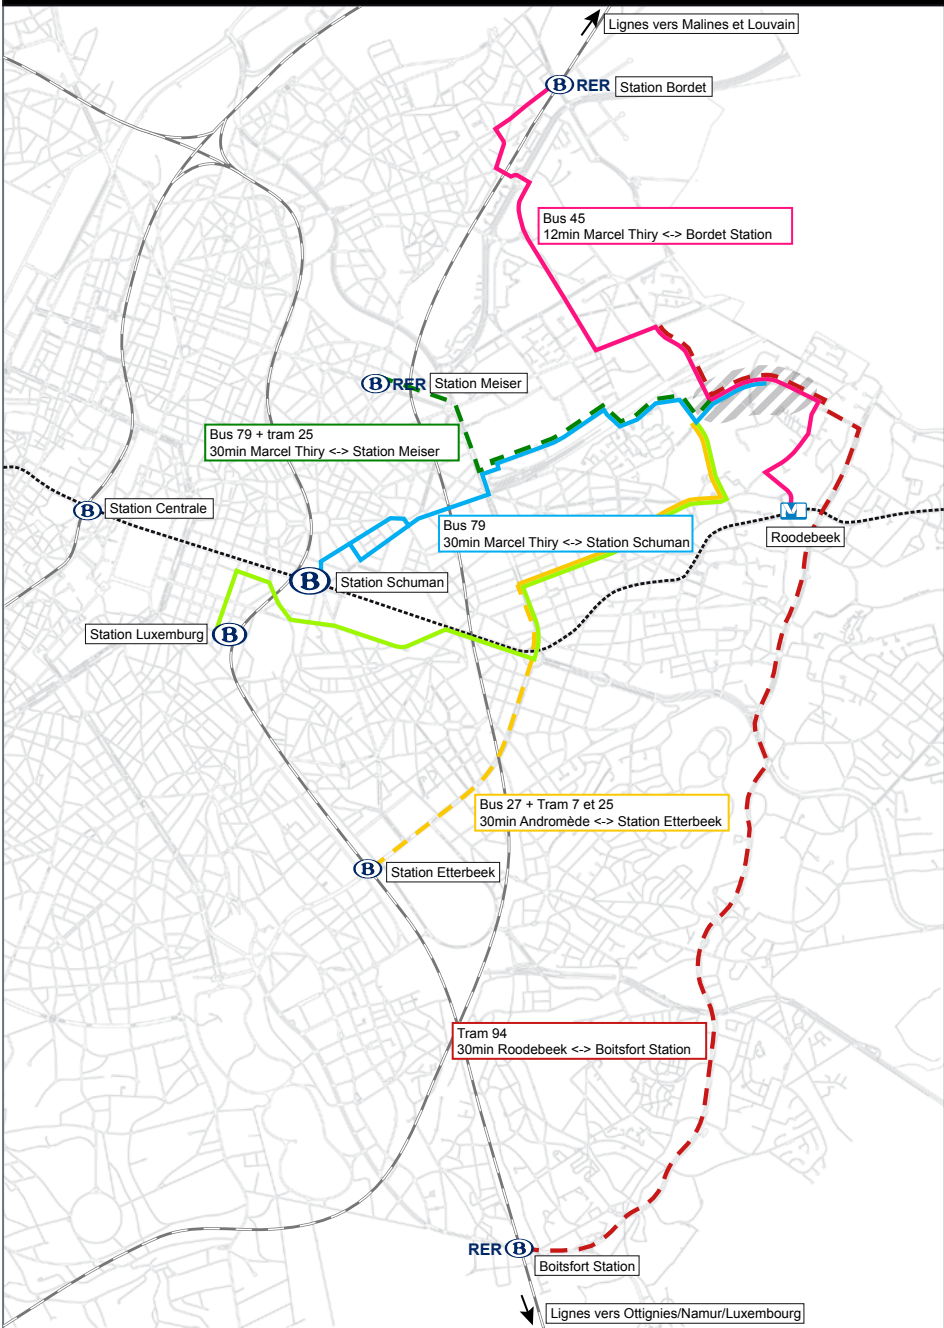 Lignes vers Malines et Louvain
B RER Station Bordet
Bus 45
12min Marcel Thiry <-> Bordet Station
B RER Station Meiser
Bus 79 + tram 25
30min Marcel Thiry <-> Station Meiser
B Station Centrale
Bus 79
30min Marcel Thiry <-> Station Schuman
M
Roodebeek
B Station Schuman
Station Luxemburg B
Bus 27 + Tram 7 et 25
30min Andromède <-> Station Etterbeek
B Station Etterbeek
Tram 94
30min Roodebeek <-> Boitsfort Station
RER B
Boitsfort Station
Lignes vers Ottignies/Namur/Luxembourg